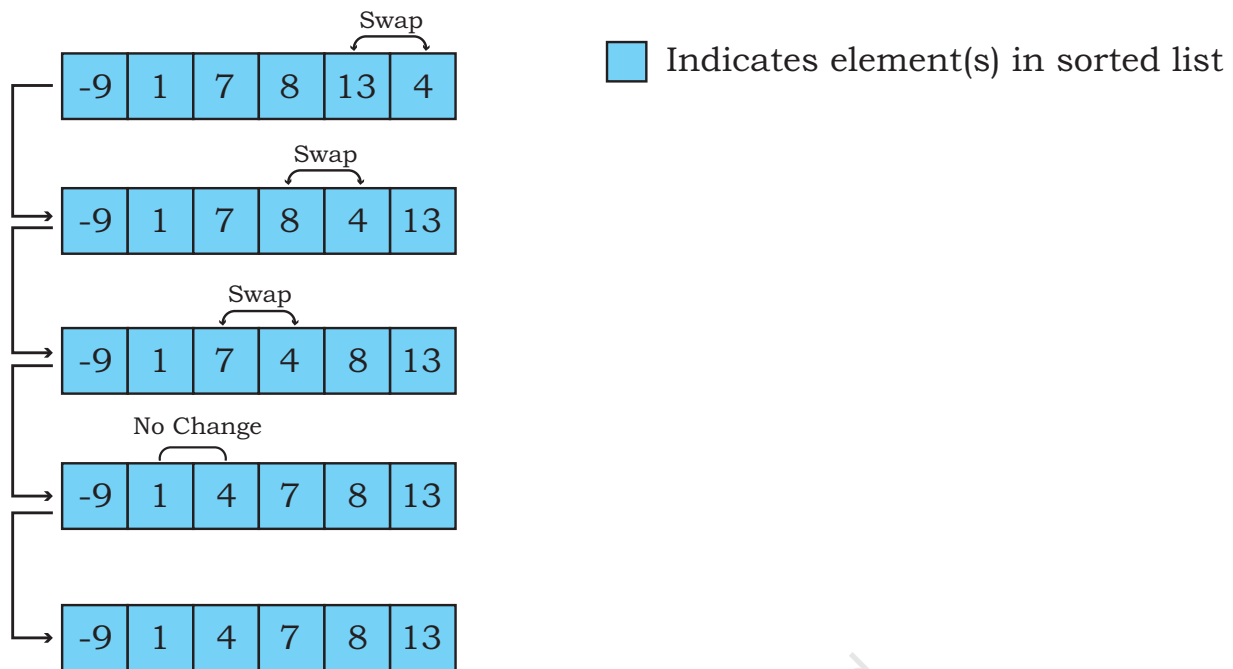 Swap
-9 1 7 8 13 4
Indicates element(s) in sorted list
Swap
-9 1 7 8 4 13
Swap
-9 1 7 4 8 13
No Change
-9 1 4 7 8 13
-9 1 4 7 8 13